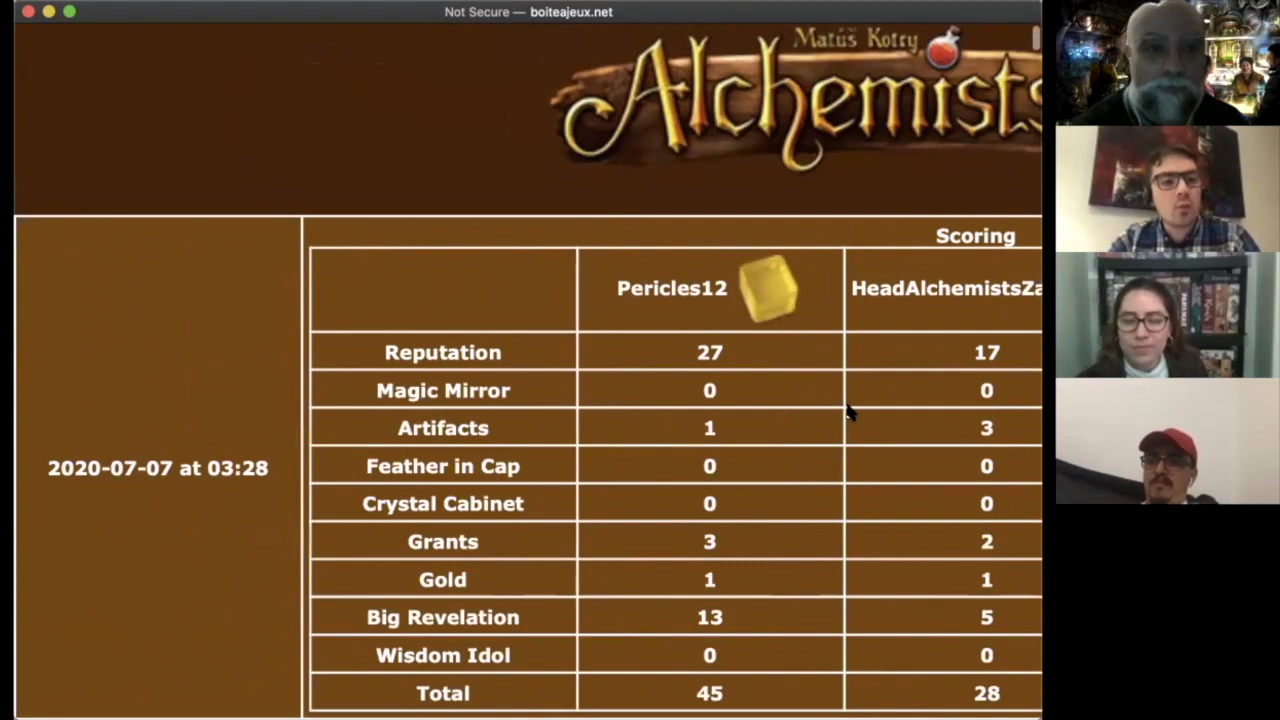 Not Secure — boiteajeux.net
Matúš Kotry
Alchemists
Scoring
Pericles12 HeadAlchemistsZa
Reputation 27 17
Magic Mirror 0 0
Artifacts 1 3
2020-07-07 at 03:28
Feather in Cap 0 0
Crystal Cabinet 0 0
Grants 3 2
Gold 1 1
Big Revelation 13 5
Wisdom Idol 0 0
Total 45 28